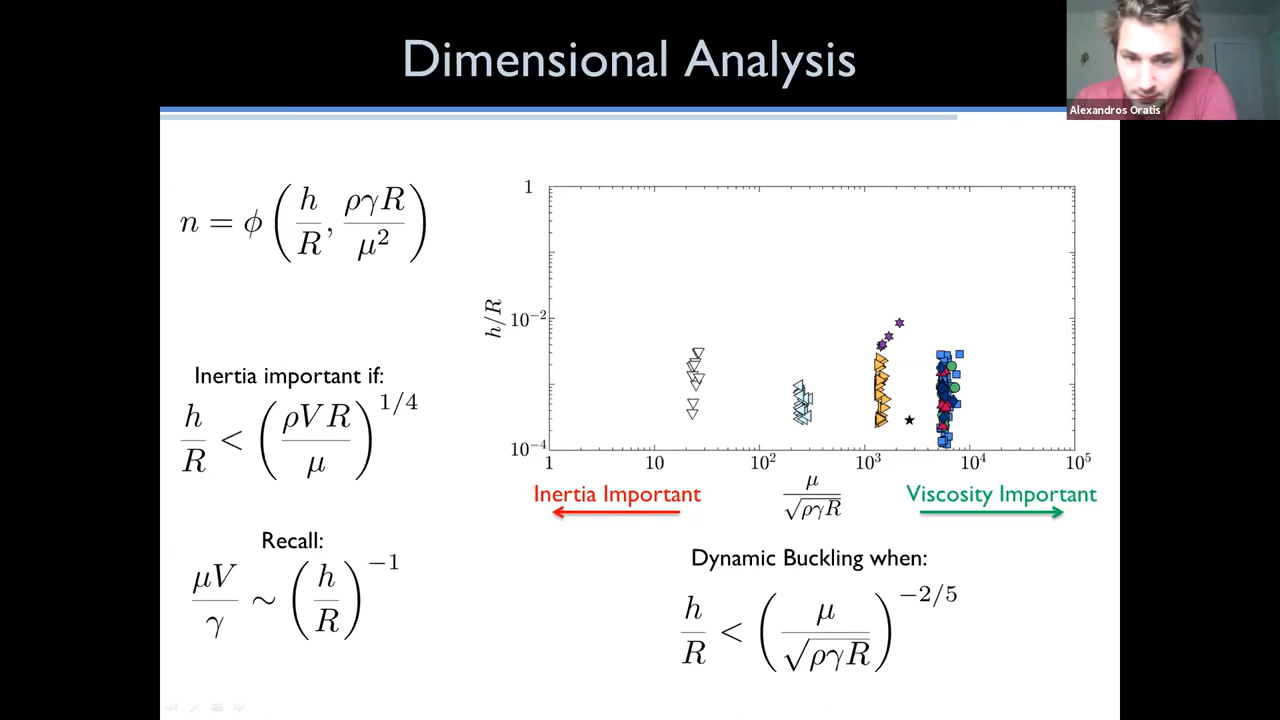 Dimensional Analysis
Alexandros Oratis
n = ϕ ( h/R , ργR/μ² )
Inertia important if:
h/R < ( ρVR/μ )^1/4
Recall:
μV/γ ∼ ( h/R )^−1
1
h/R
10^−2
10^−4
1 10 10^2 10^3 10^4 10^5
μ/√ργR
Inertia Important
Viscosity Important
Dynamic Buckling when:
h/R < ( μ/√ργR )^−2/5